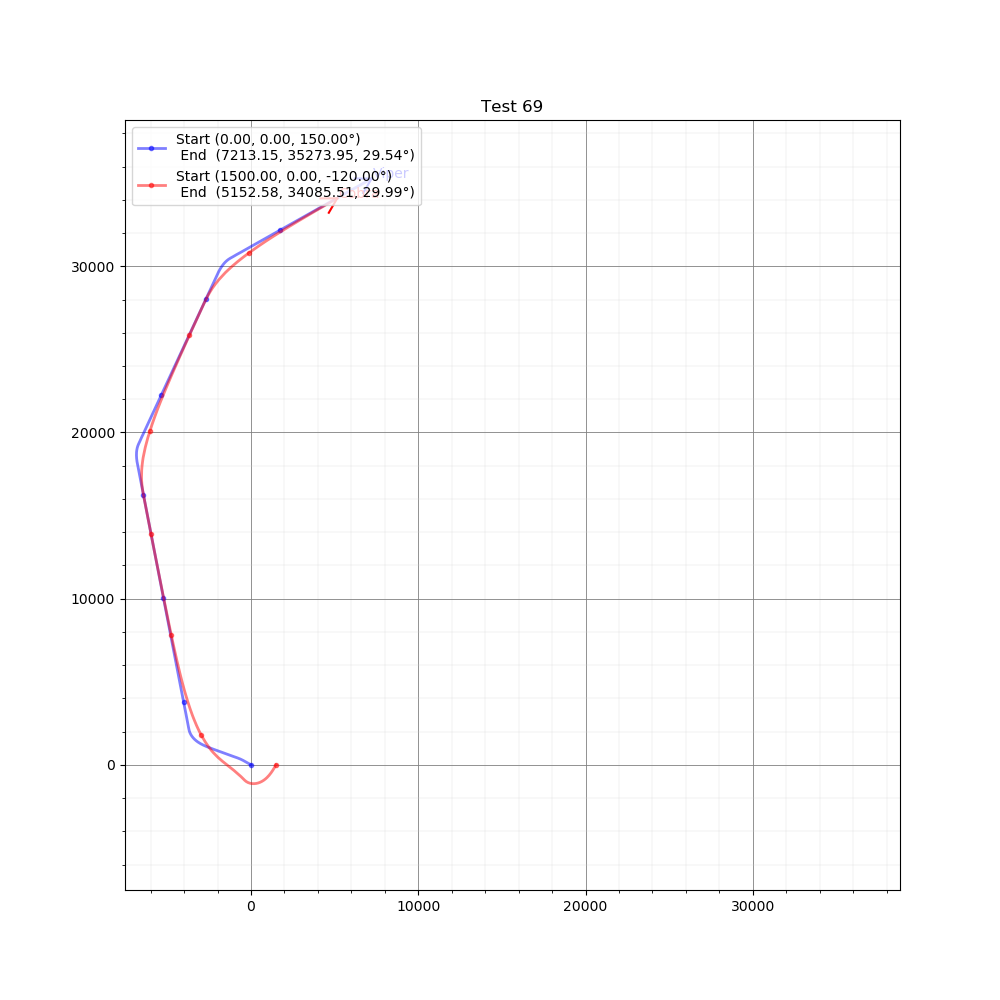 Test 69
Start (0.00, 0.00, 150.00°)
End (7213.15, 35273.95, 29.54°)
Start (1500.00, 0.00, -120.00°)
End (5152.58, 34085.51, 29.99°)
30000
20000
10000
0
0
10000
20000
30000